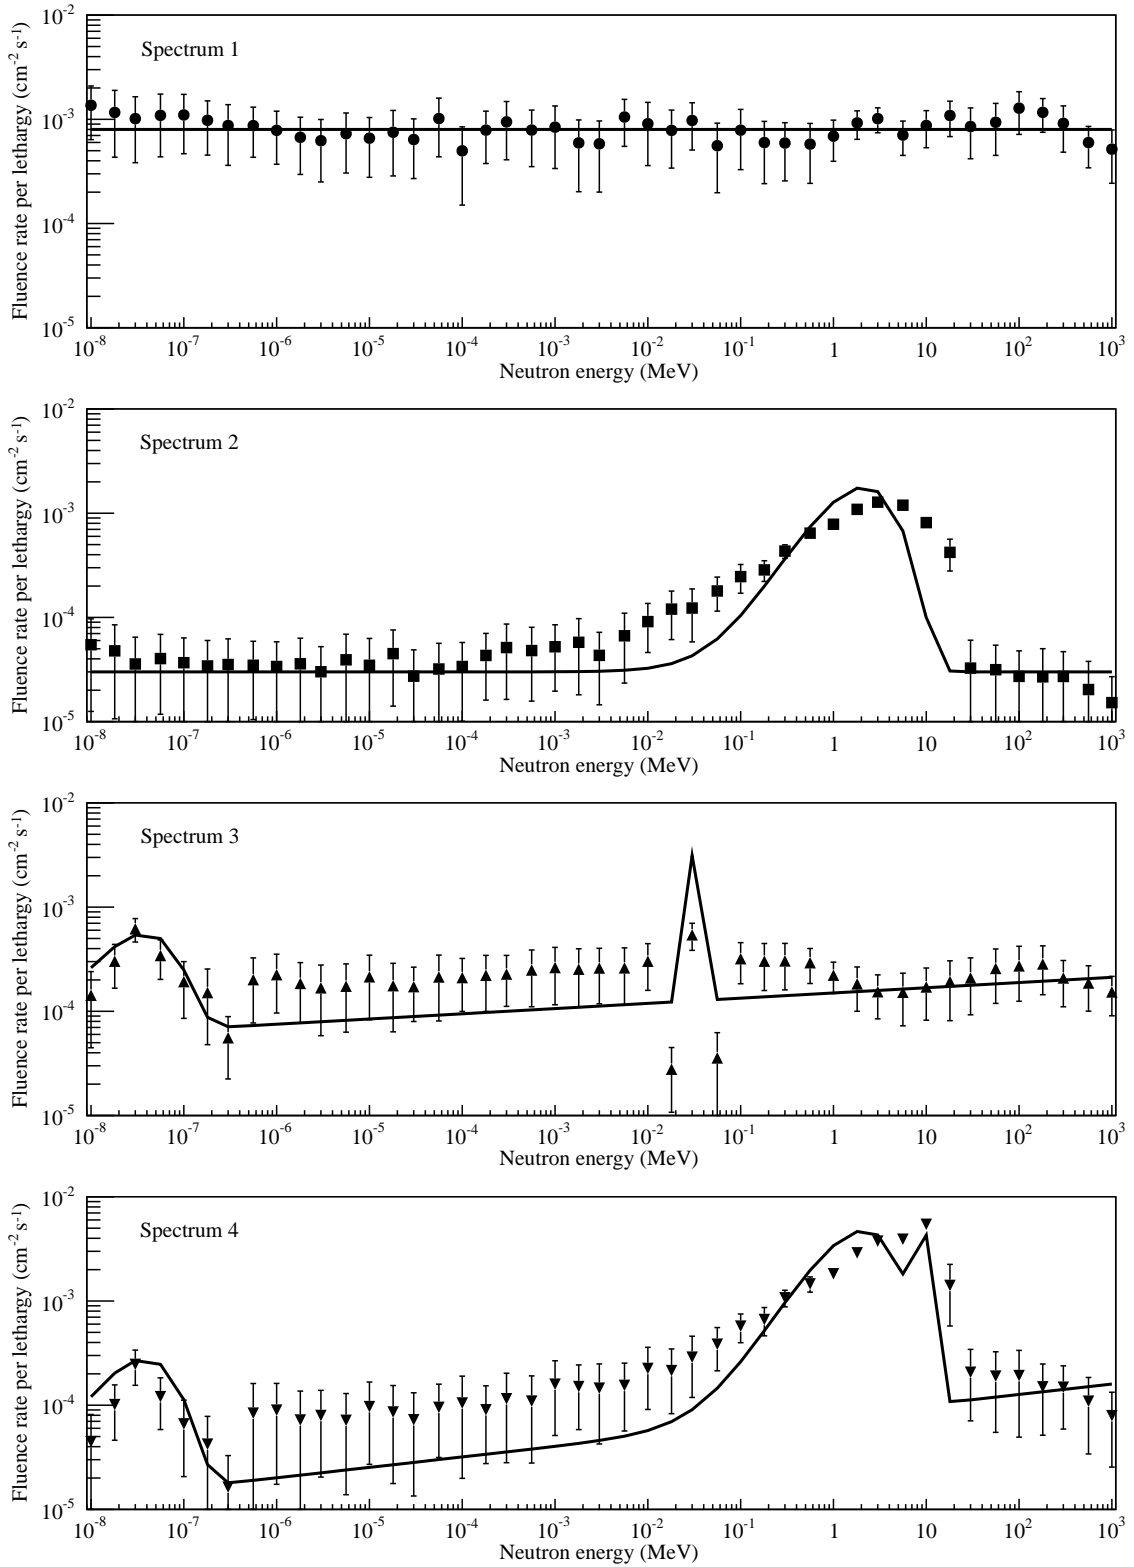 Spectrum 1
Fluence rate per lethargy (cm⁻² s⁻¹)
10⁻²
10⁻³
10⁻⁴
10⁻⁵
10⁻⁸ 10⁻⁷ 10⁻⁶ 10⁻⁵ 10⁻⁴ 10⁻³ 10⁻² 10⁻¹ 1 10 10² 10³
Neutron energy (MeV)
Spectrum 2
Fluence rate per lethargy (cm⁻² s⁻¹)
10⁻²
10⁻³
10⁻⁴
10⁻⁵
10⁻⁸ 10⁻⁷ 10⁻⁶ 10⁻⁵ 10⁻⁴ 10⁻³ 10⁻² 10⁻¹ 1 10 10² 10³
Neutron energy (MeV)
Spectrum 3
Fluence rate per lethargy (cm⁻² s⁻¹)
10⁻²
10⁻³
10⁻⁴
10⁻⁵
10⁻⁸ 10⁻⁷ 10⁻⁶ 10⁻⁵ 10⁻⁴ 10⁻³ 10⁻² 10⁻¹ 1 10 10² 10³
Neutron energy (MeV)
Spectrum 4
Fluence rate per lethargy (cm⁻² s⁻¹)
10⁻²
10⁻³
10⁻⁴
10⁻⁵
10⁻⁸ 10⁻⁷ 10⁻⁶ 10⁻⁵ 10⁻⁴ 10⁻³ 10⁻² 10⁻¹ 1 10 10² 10³
Neutron energy (MeV)